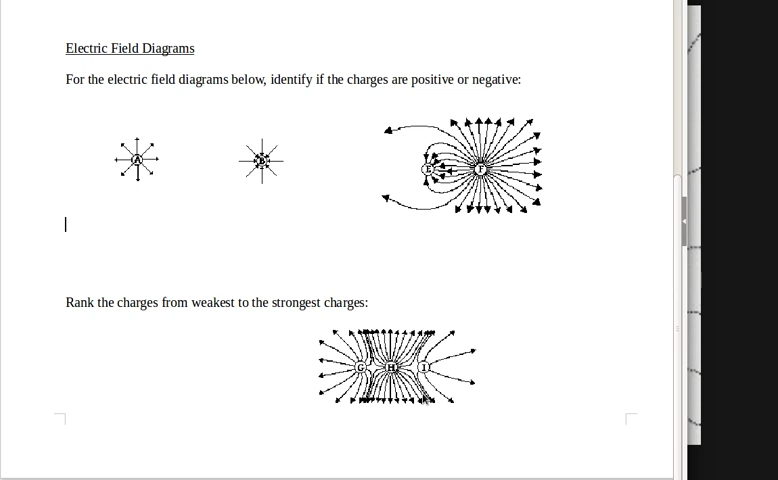 Electric Field Diagrams
For the electric field diagrams below, identify if the charges are positive or negative:
A B E F
Rank the charges from weakest to the strongest charges:
G H I